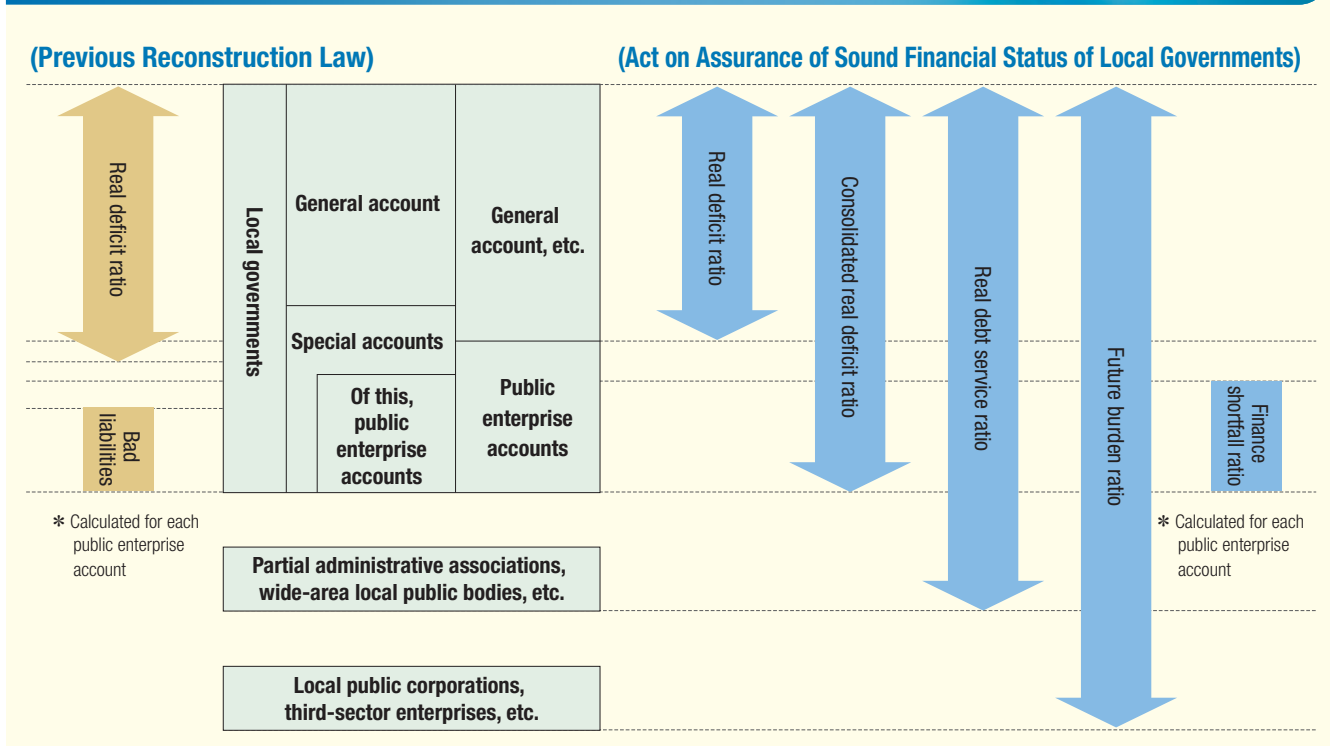 (Previous Reconstruction Law)
(Act on Assurance of Sound Financial Status of Local Governments)
Real deficit ratio
Bad
liabilities
* Calculated for each
public enterprise
account
Local governments
General account
Special accounts
Of this,
public
enterprise
accounts
General
account, etc.
Public
enterprise
accounts
Partial administrative associations,
wide-area local public bodies, etc.
Local public corporations,
third-sector enterprises, etc.
Real deficit ratio
Consolidated real deficit ratio
Real debt service ratio
Future burden ratio
Finance
shortfall ratio
* Calculated for each
public enterprise
account